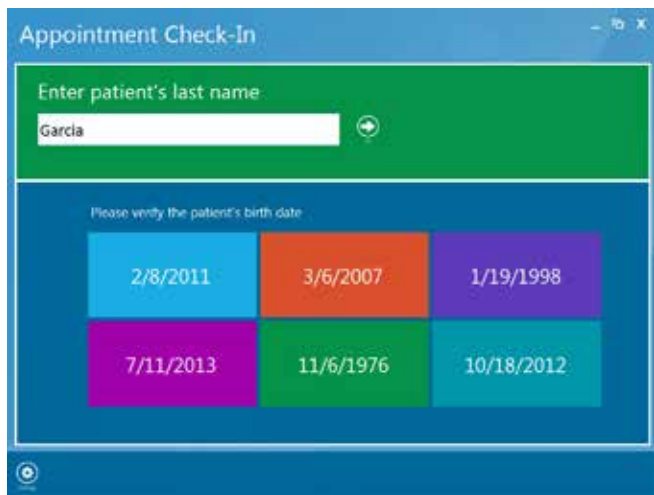 Appointment Check-In
Enter patient's last name
Garcia
Please verify the patient's birth date
2/8/2011 3/6/2007 1/19/1998
7/11/2013 11/6/1976 10/18/2012